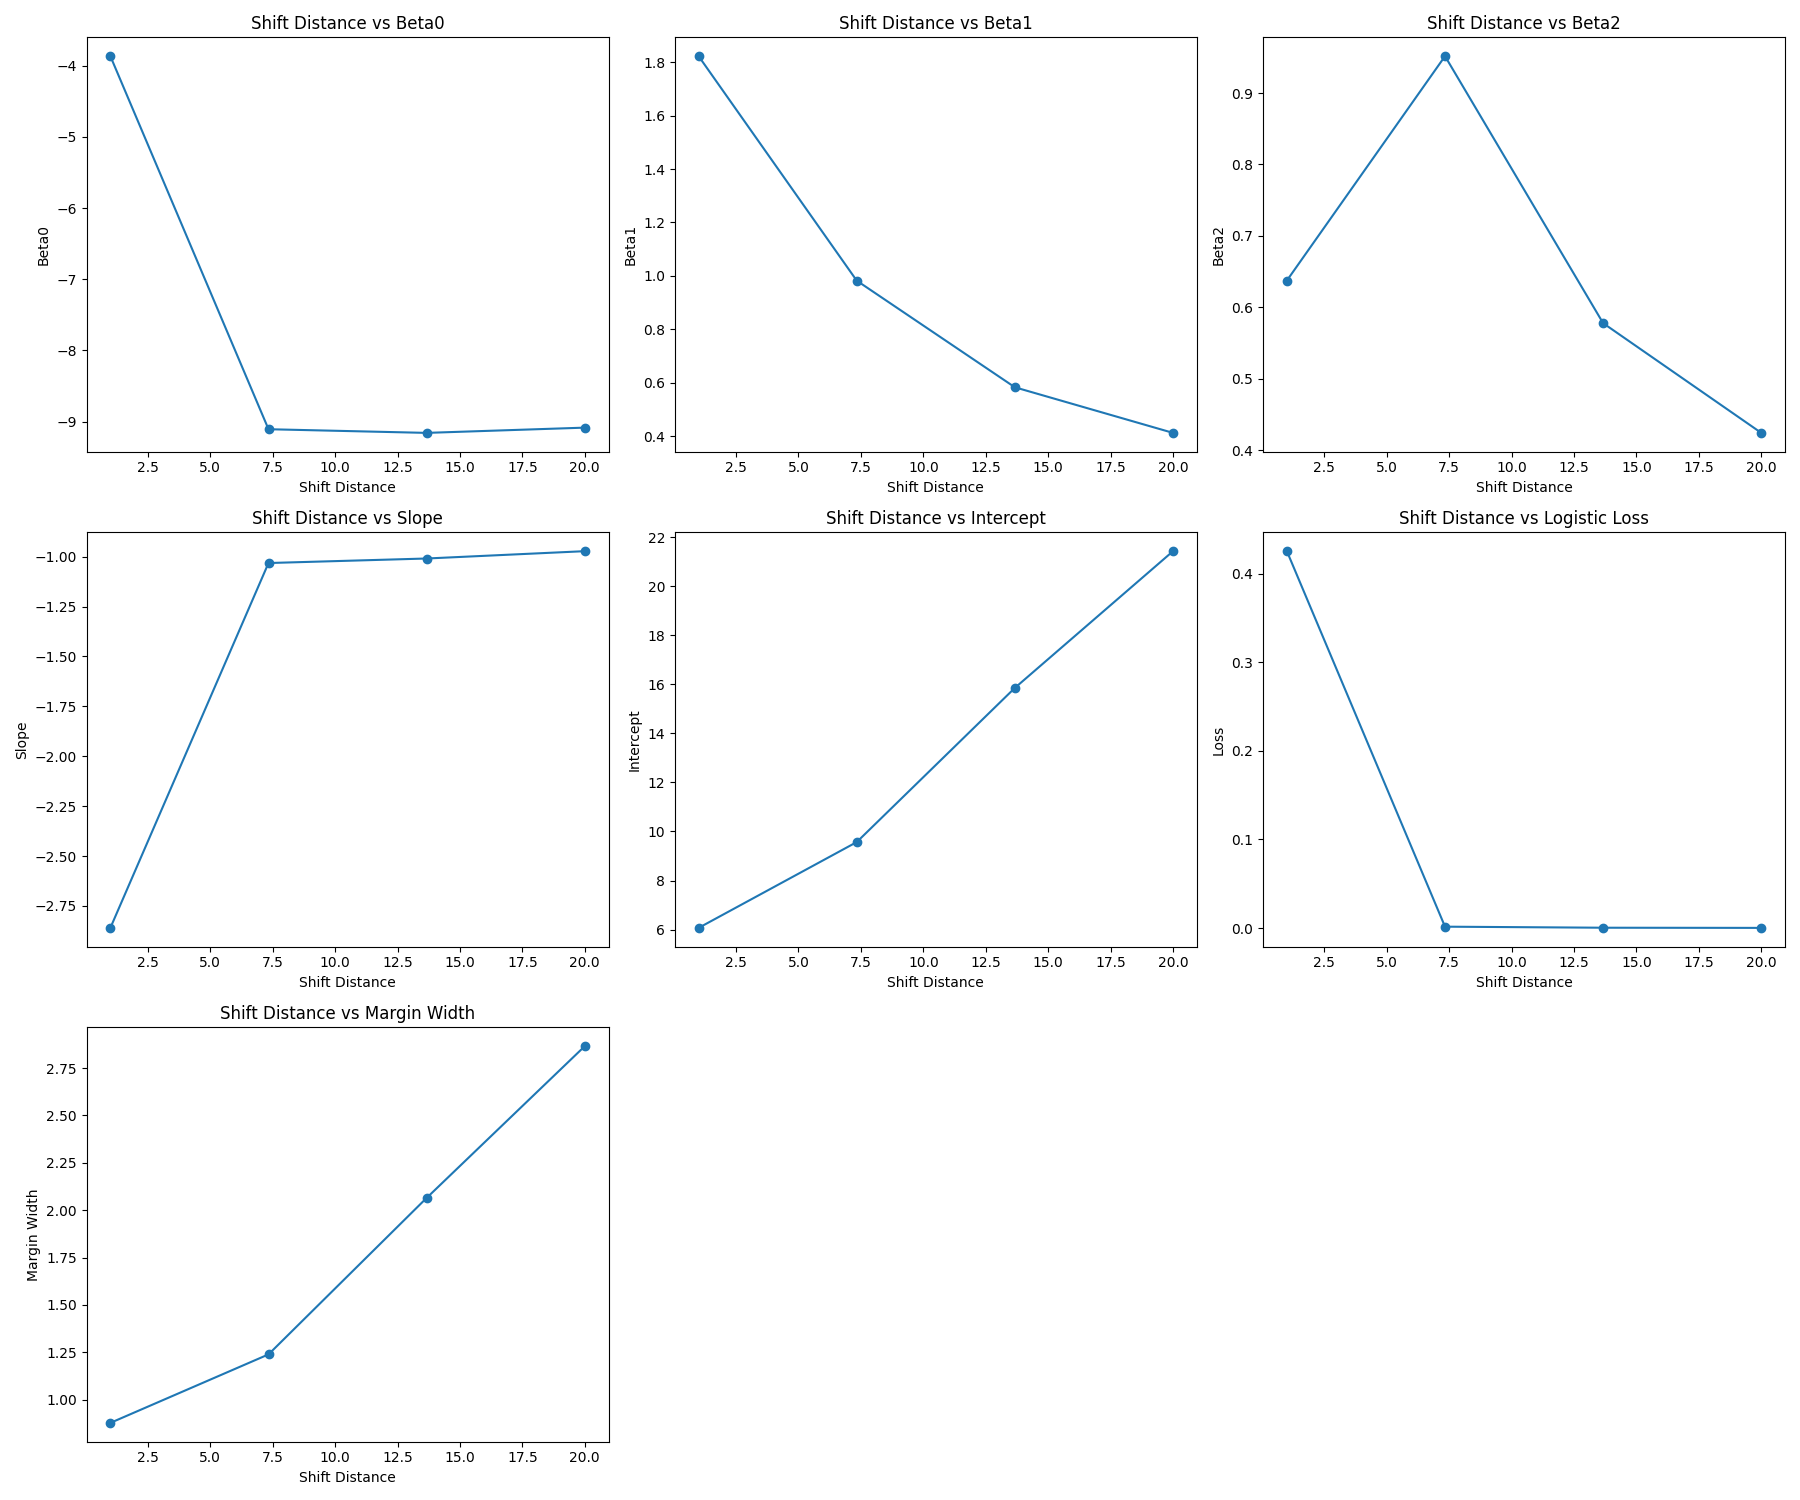 Shift Distance vs Beta0
−4
−5
−6
−7
−8
−9
Beta0
2.5 5.0 7.5 10.0 12.5 15.0 17.5 20.0
Shift Distance
Shift Distance vs Beta1
1.8
1.6
1.4
1.2
1.0
0.8
0.6
0.4
Beta1
2.5 5.0 7.5 10.0 12.5 15.0 17.5 20.0
Shift Distance
Shift Distance vs Beta2
0.9
0.8
0.7
0.6
0.5
0.4
Beta2
2.5 5.0 7.5 10.0 12.5 15.0 17.5 20.0
Shift Distance
Shift Distance vs Slope
−1.00
−1.25
−1.50
−1.75
−2.00
−2.25
−2.50
−2.75
Slope
2.5 5.0 7.5 10.0 12.5 15.0 17.5 20.0
Shift Distance
Shift Distance vs Intercept
22
20
18
16
14
12
10
8
6
Intercept
2.5 5.0 7.5 10.0 12.5 15.0 17.5 20.0
Shift Distance
Shift Distance vs Logistic Loss
0.4
0.3
0.2
0.1
0.0
Loss
2.5 5.0 7.5 10.0 12.5 15.0 17.5 20.0
Shift Distance
Shift Distance vs Margin Width
2.75
2.50
2.25
2.00
1.75
1.50
1.25
1.00
Margin Width
2.5 5.0 7.5 10.0 12.5 15.0 17.5 20.0
Shift Distance